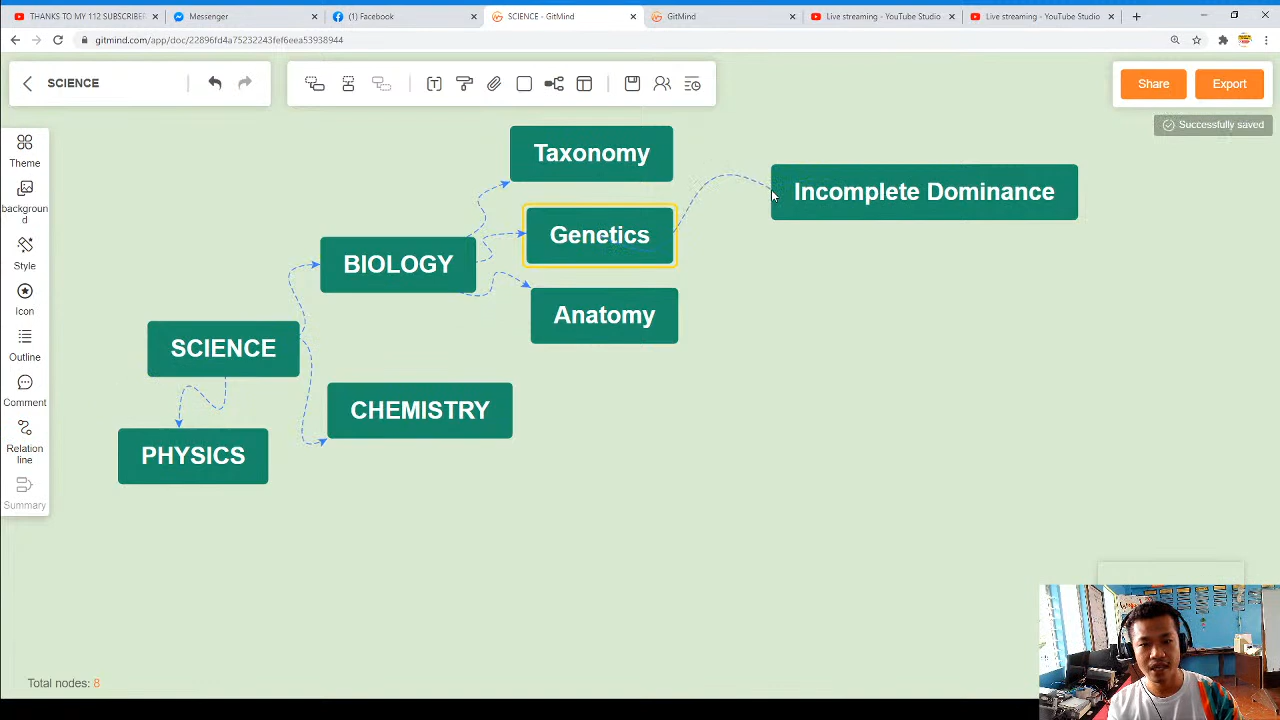 THANKS TO MY 112 SUBSCRIBER
Messenger
(1) Facebook
SCIENCE - GitMind
GitMind
Live streaming - YouTube Studio
Live streaming - YouTube Studio
gitmind.com/app/doc/22896fd4a75232243fef6eea53938944
SCIENCE
Share
Export
Successfully saved
Theme
backgroun
d
Style
Icon
Outline
Comment
Relation
line
Summary
Taxonomy
Incomplete Dominance
Genetics
BIOLOGY
Anatomy
SCIENCE
CHEMISTRY
PHYSICS
Total nodes: 8